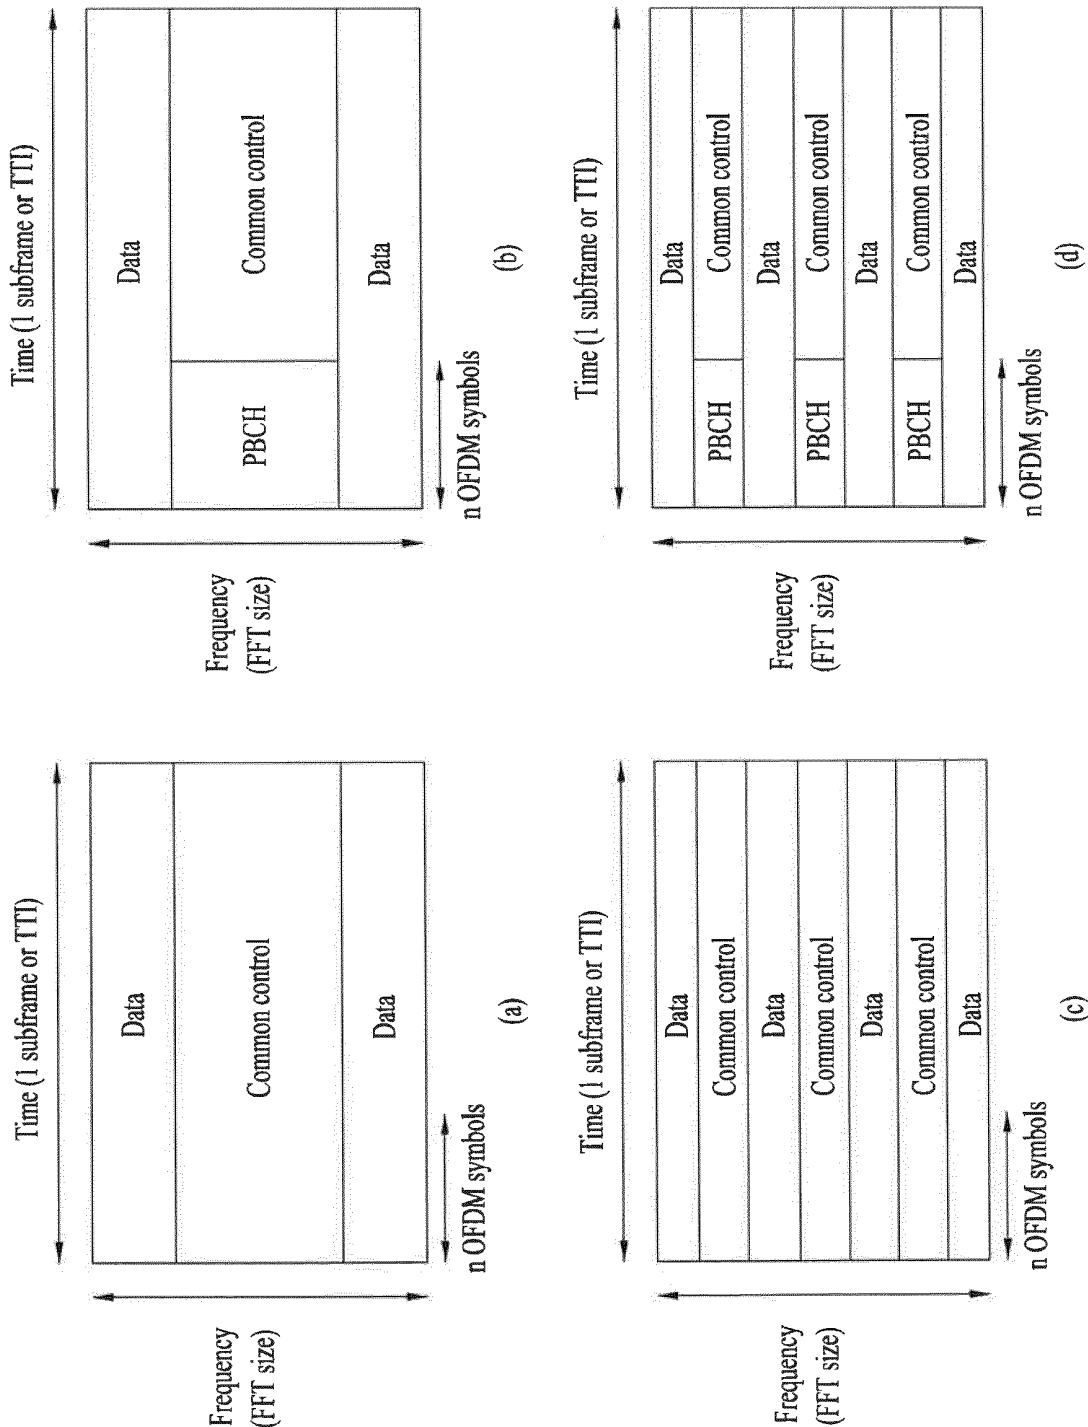 Time (1 subframe or TTI)
Frequency
(FFT size)
Data
Common control
Data
n OFDM symbols
(a)
Time (1 subframe or TTI)
Frequency
(FFT size)
Data
PBCH
Common control
Data
n OFDM symbols
(b)
Time (1 subframe or TTI)
Frequency
(FFT size)
Data
Common control
Data
Common control
Data
Common control
Data
n OFDM symbols
(c)
Time (1 subframe or TTI)
Frequency
(FFT size)
Data
PBCH
Common control
Data
PBCH
Common control
Data
PBCH
Common control
Data
n OFDM symbols
(d)